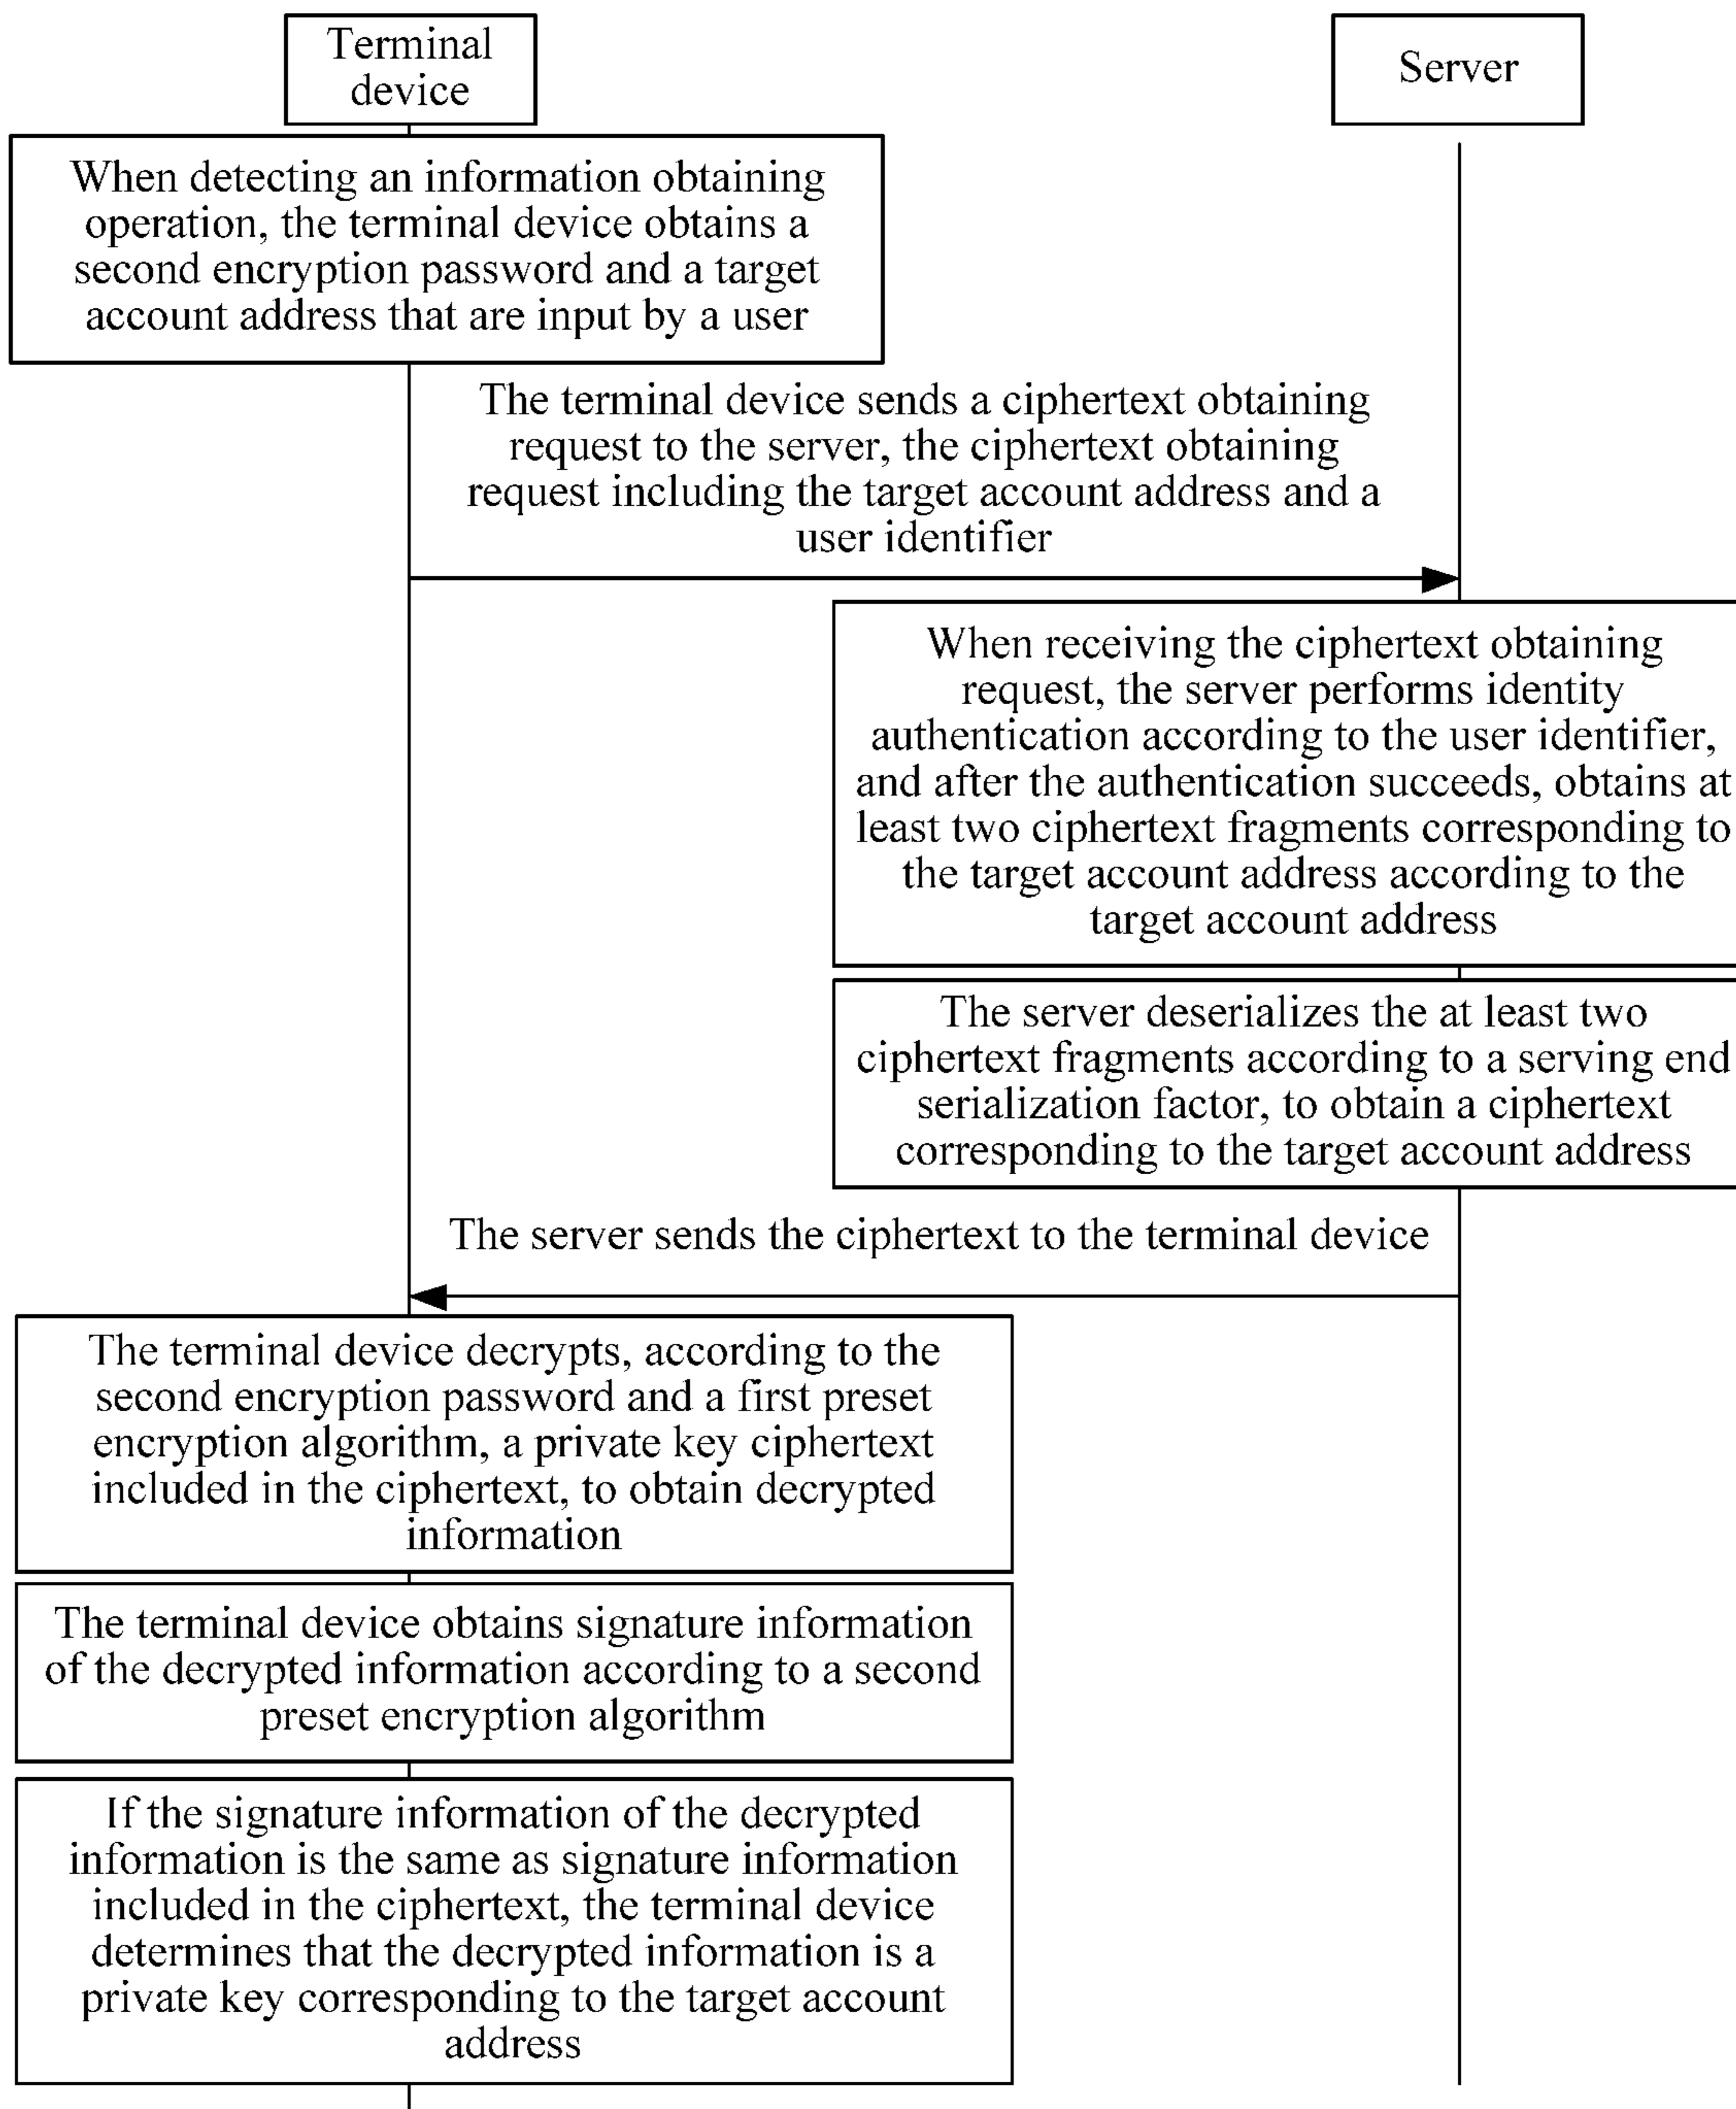 Terminal
device
Server
When detecting an information obtaining
operation, the terminal device obtains a
second encryption password and a target
account address that are input by a user
The terminal device sends a ciphertext obtaining
request to the server, the ciphertext obtaining
request including the target account address and a
user identifier
When receiving the ciphertext obtaining
request, the server performs identity
authentication according to the user identifier,
and after the authentication succeeds, obtains at
least two ciphertext fragments corresponding to
the target account address according to the
target account address
The server deserializes the at least two
ciphertext fragments according to a serving end
serialization factor, to obtain a ciphertext
corresponding to the target account address
The server sends the ciphertext to the terminal device
The terminal device decrypts, according to the
second encryption password and a first preset
encryption algorithm, a private key ciphertext
included in the ciphertext, to obtain decrypted
information
The terminal device obtains signature information
of the decrypted information according to a second
preset encryption algorithm
If the signature information of the decrypted
information is the same as signature information
included in the ciphertext, the terminal device
determines that the decrypted information is a
private key corresponding to the target account
address